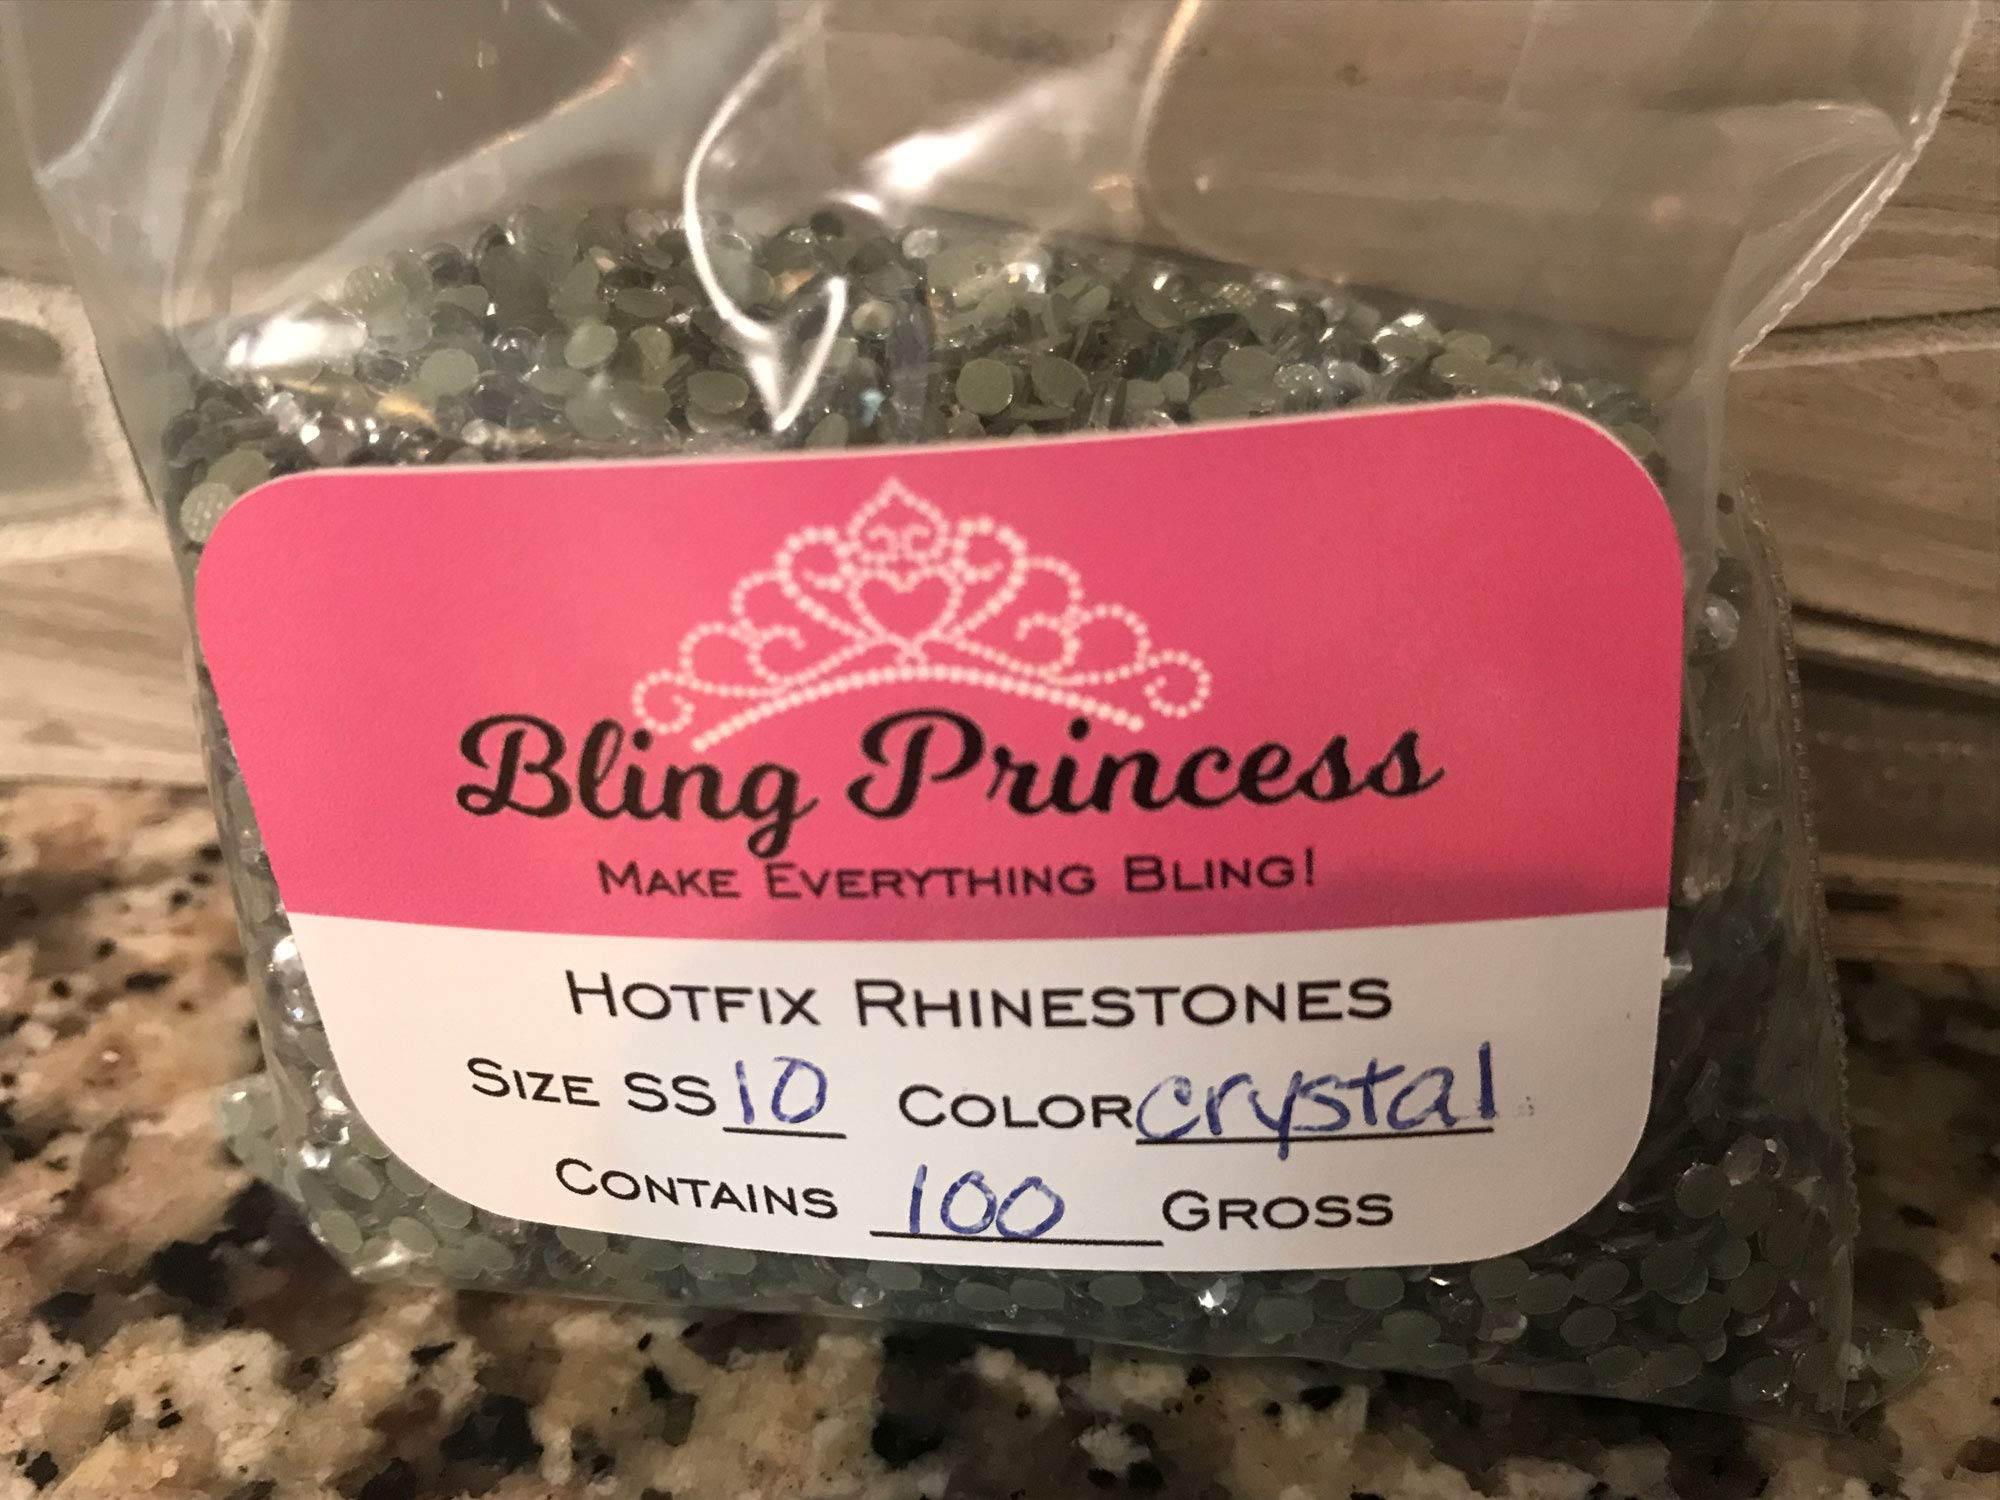 Bling Princess
MAKE EVERYTHING BLING!
HOTFIX RHINESTONES
SIZE SS 10 COLOR crystal
CONTAINS 100 GROSS